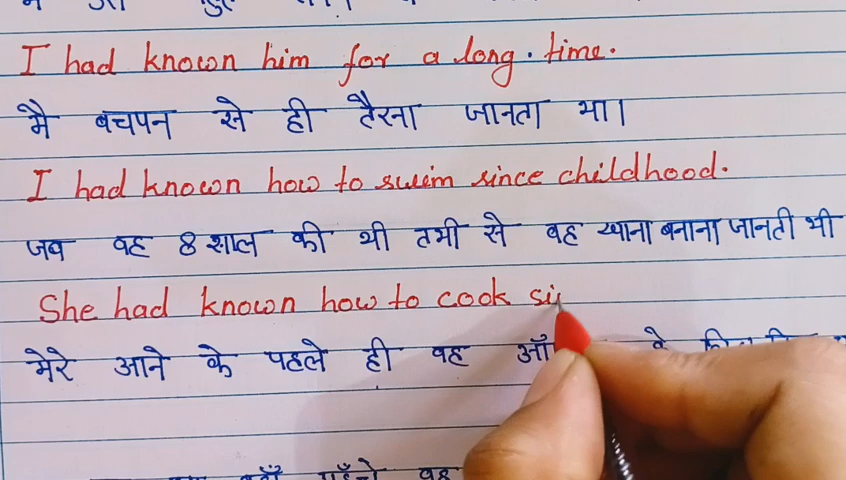 I had known him for a long. time.
मै बचपन से ही तैरना जानता था।
I had known how to swim since childhood.
जब वह 8 शाल की थी तभी से वह खाना बनाना जानती थी
She had known how to cook si
मेरे आने के पहले ही वह
वह